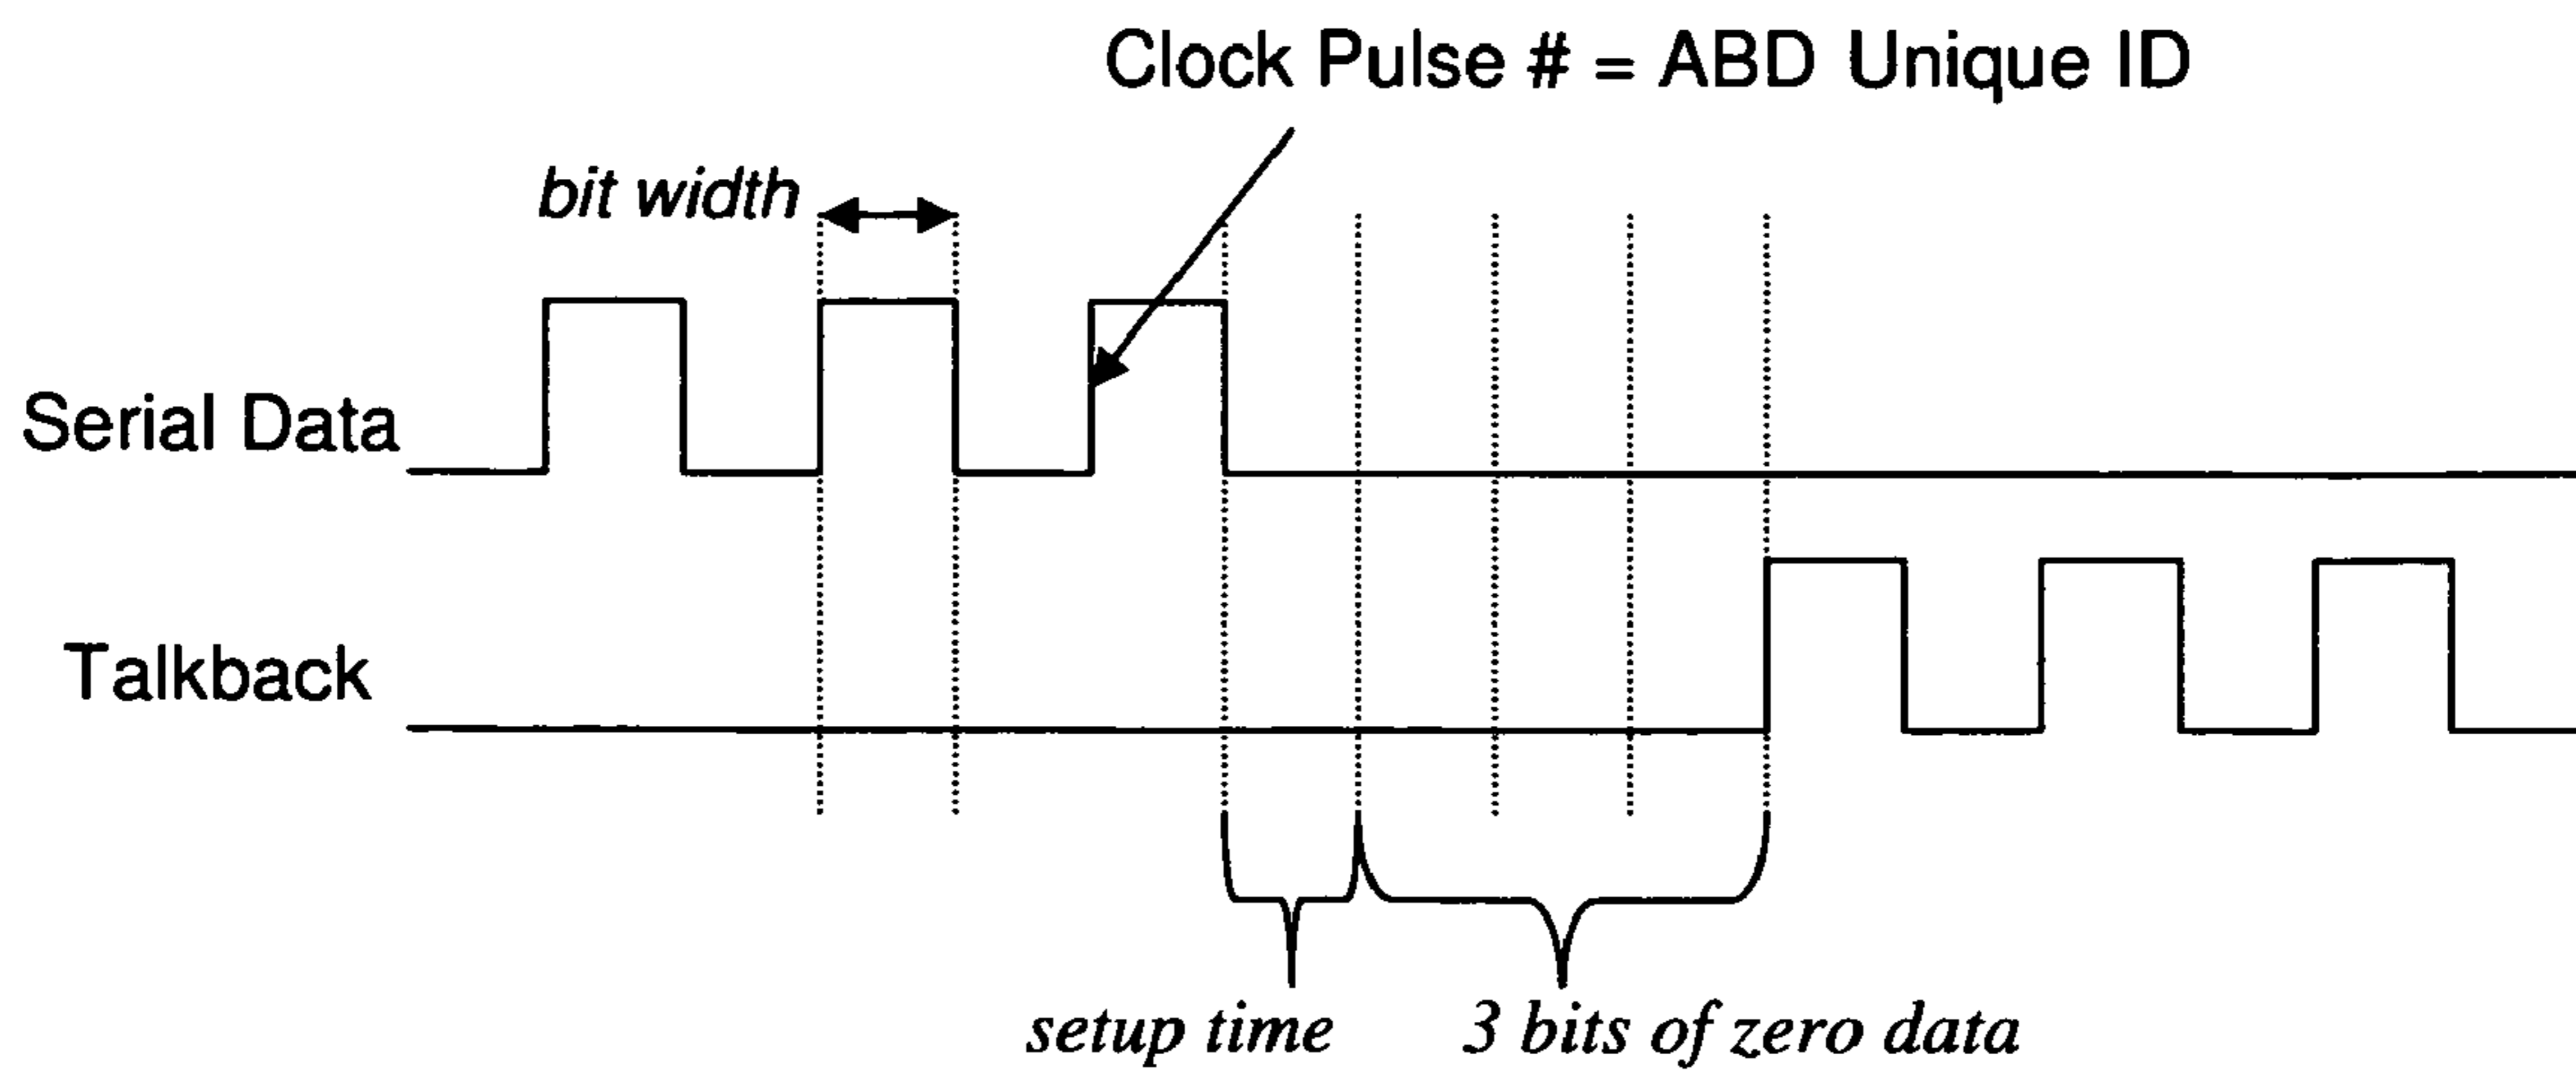 Clock Pulse # = ABD Unique ID
bit width
Serial Data
Talkback
setup time
3 bits of zero data